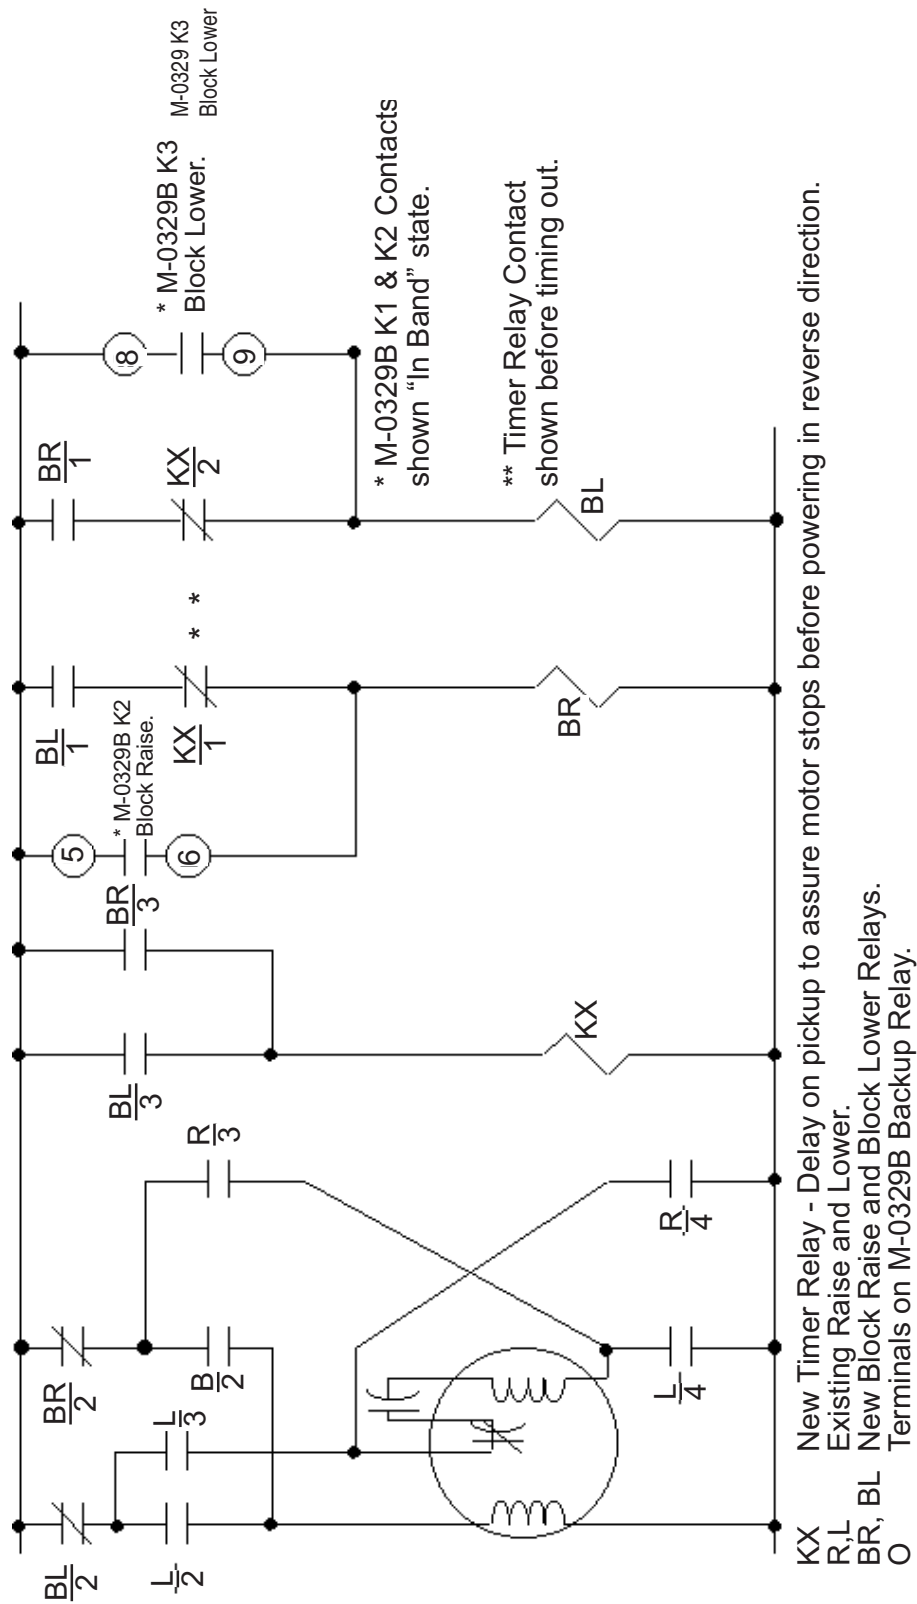 BL
2
BR
2
L
2
L
3
B
2
R
3
L
4
R
4
BL
3
BR
3
KX
5
* M-0329B K2
Block Raise.
6
BL
1
KX
1
* *
BR
BR
1
KX
2
BL
8
* M-0329B K3
Block Lower.
9
M-0329 K3
Block Lower
* M-0329B K1 & K2 Contacts
shown "In Band" state.
** Timer Relay Contact
shown before timing out.
KX New Timer Relay - Delay on pickup to assure motor stops before powering in reverse direction.
R,L Existing Raise and Lower.
BR, BL New Block Raise and Block Lower Relays.
O Terminals on M-0329B Backup Relay.